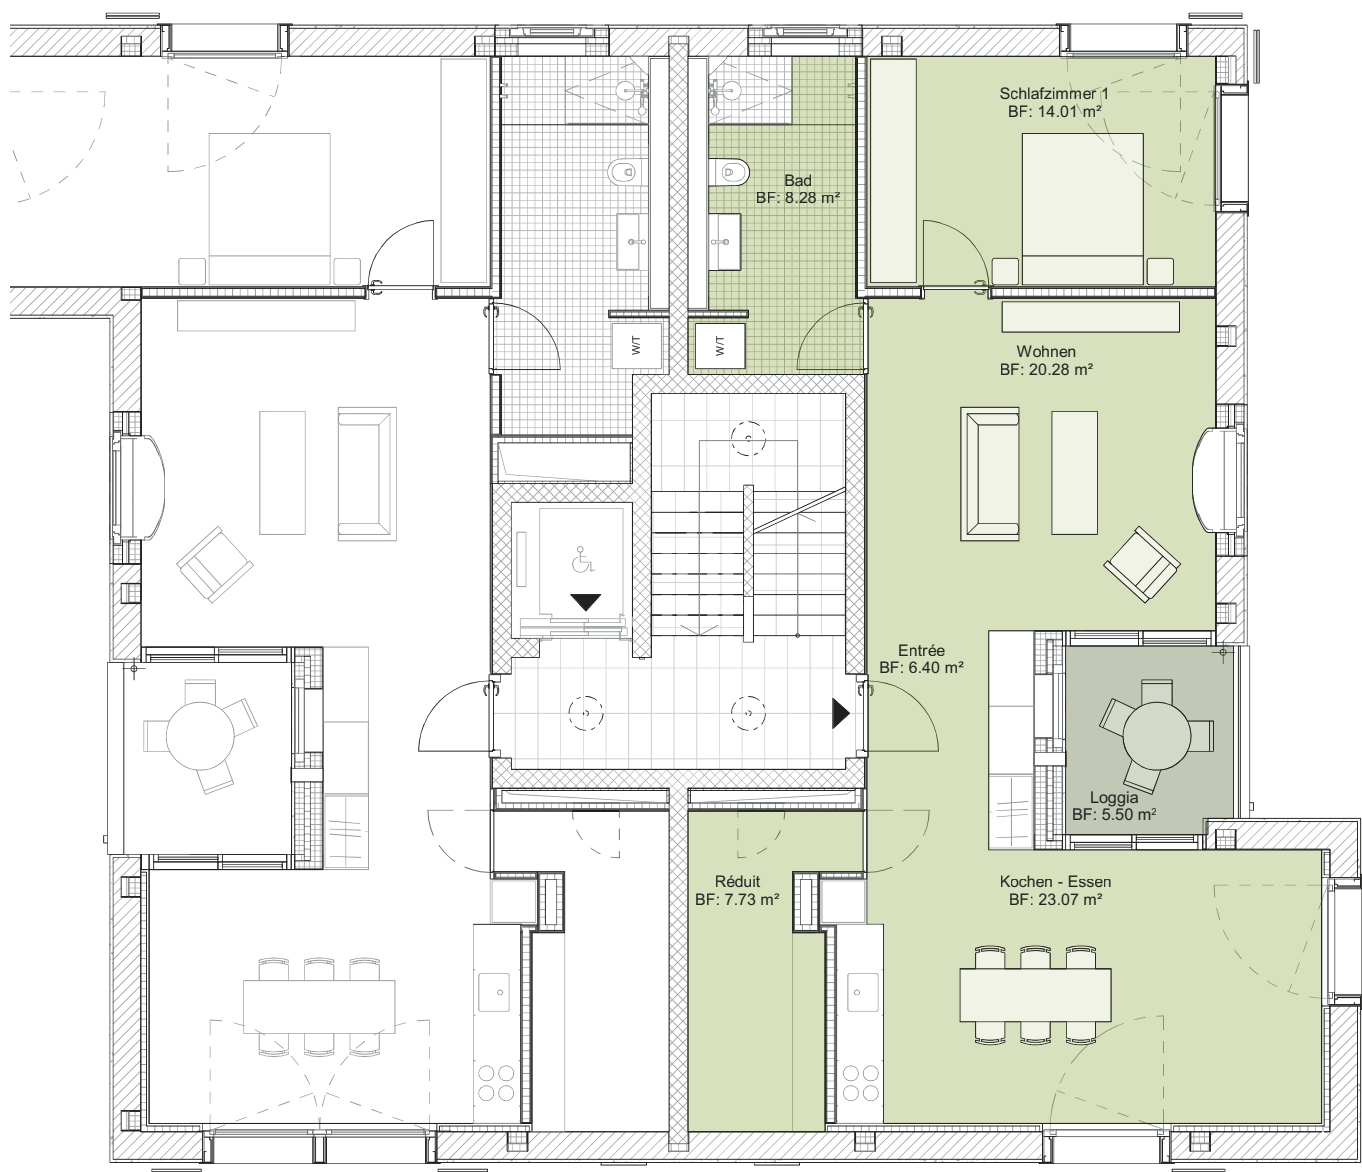 Schlafzimmer 1
BF: 14.01 m²
Bad
BF: 8.28 m²
W/T
W/T
Wohnen
BF: 20.28 m²
Entrée
BF: 6.40 m²
Loggia
BF: 5.50 m²
Réduit
BF: 7.73 m²
Kochen - Essen
BF: 23.07 m²